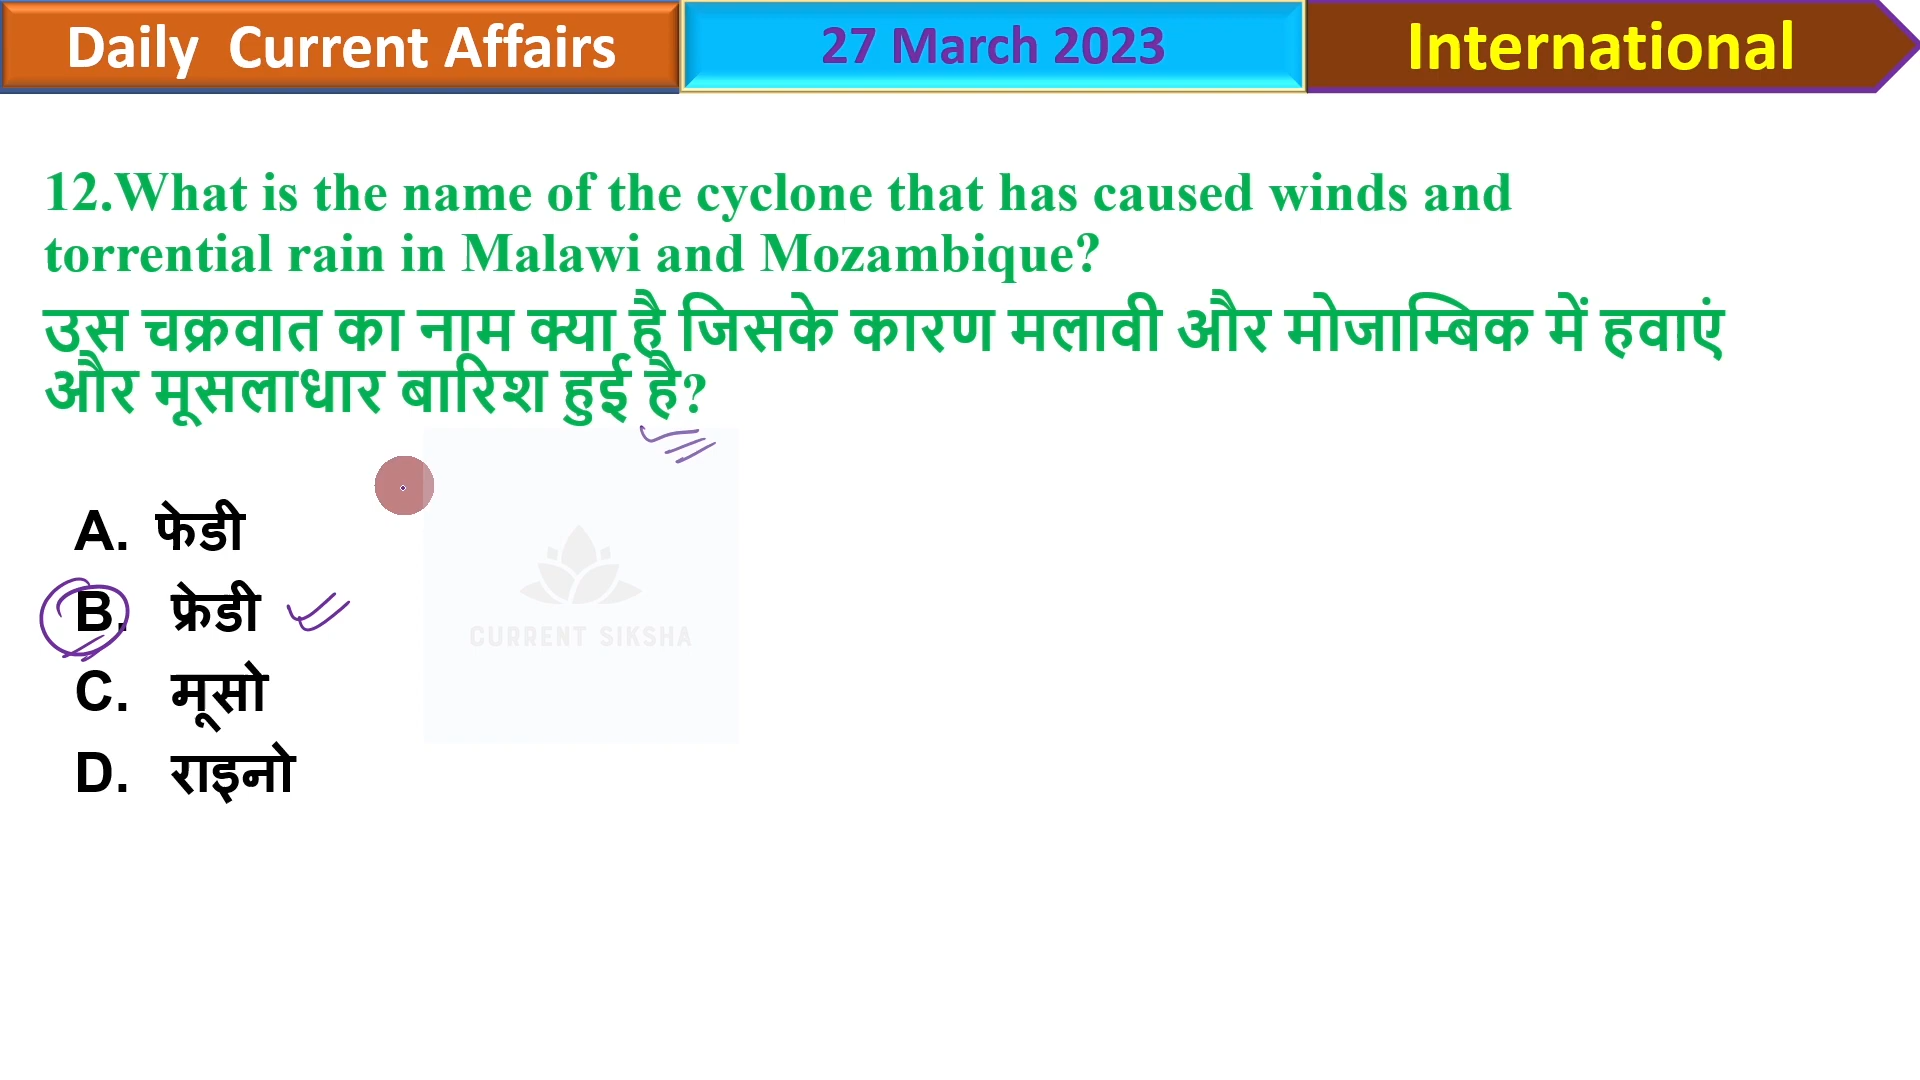 Daily Current Affairs
27 March 2023
International
12.What is the name of the cyclone that has caused winds and
torrential rain in Malawi and Mozambique?
उस चक्रवात का नाम क्या है जिसके कारण मलावी और मोजाम्बिक में हवाएं
और मूसलाधार बारिश हुई है?
A. फेडी
B. फ्रेडी
C. मूसो
D. राइनो
CURRENT SIKSHA